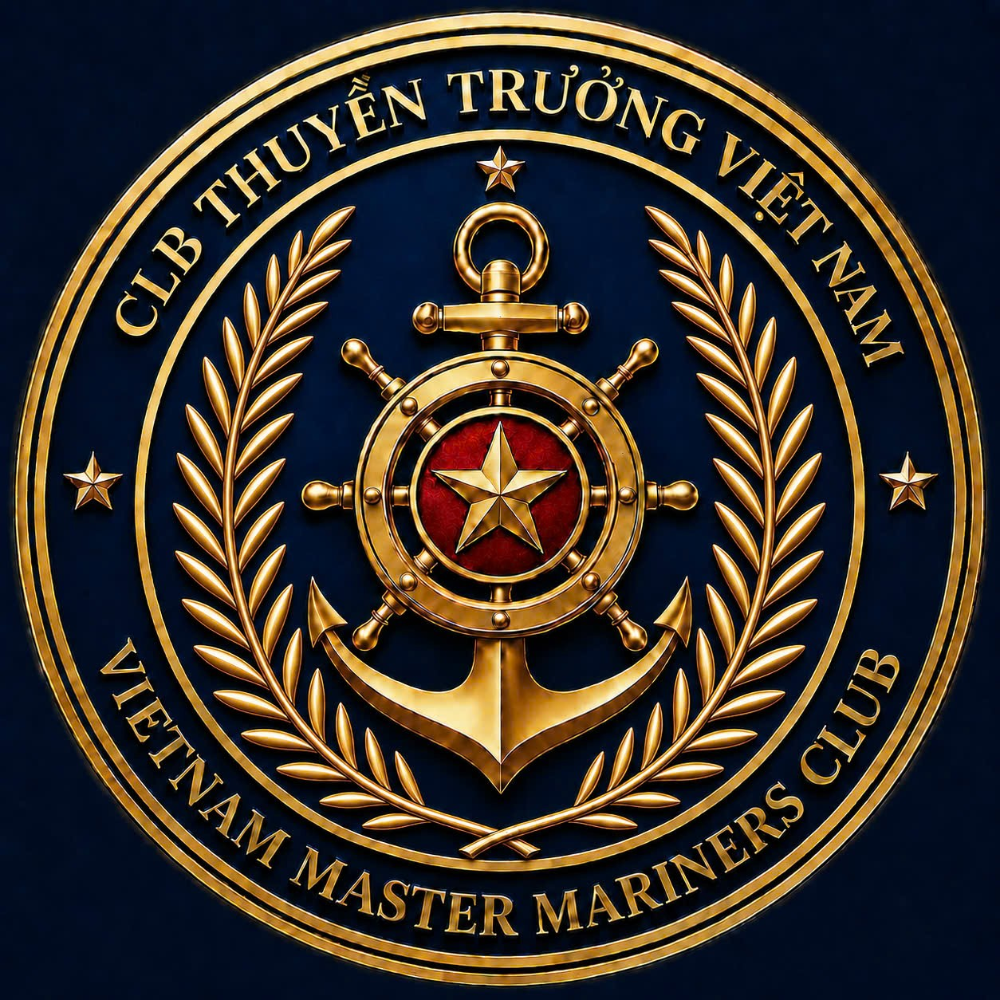 CLB THUYỀN TRƯỞNG VIỆT NAM
VIETNAM MASTER MARINERS CLUB